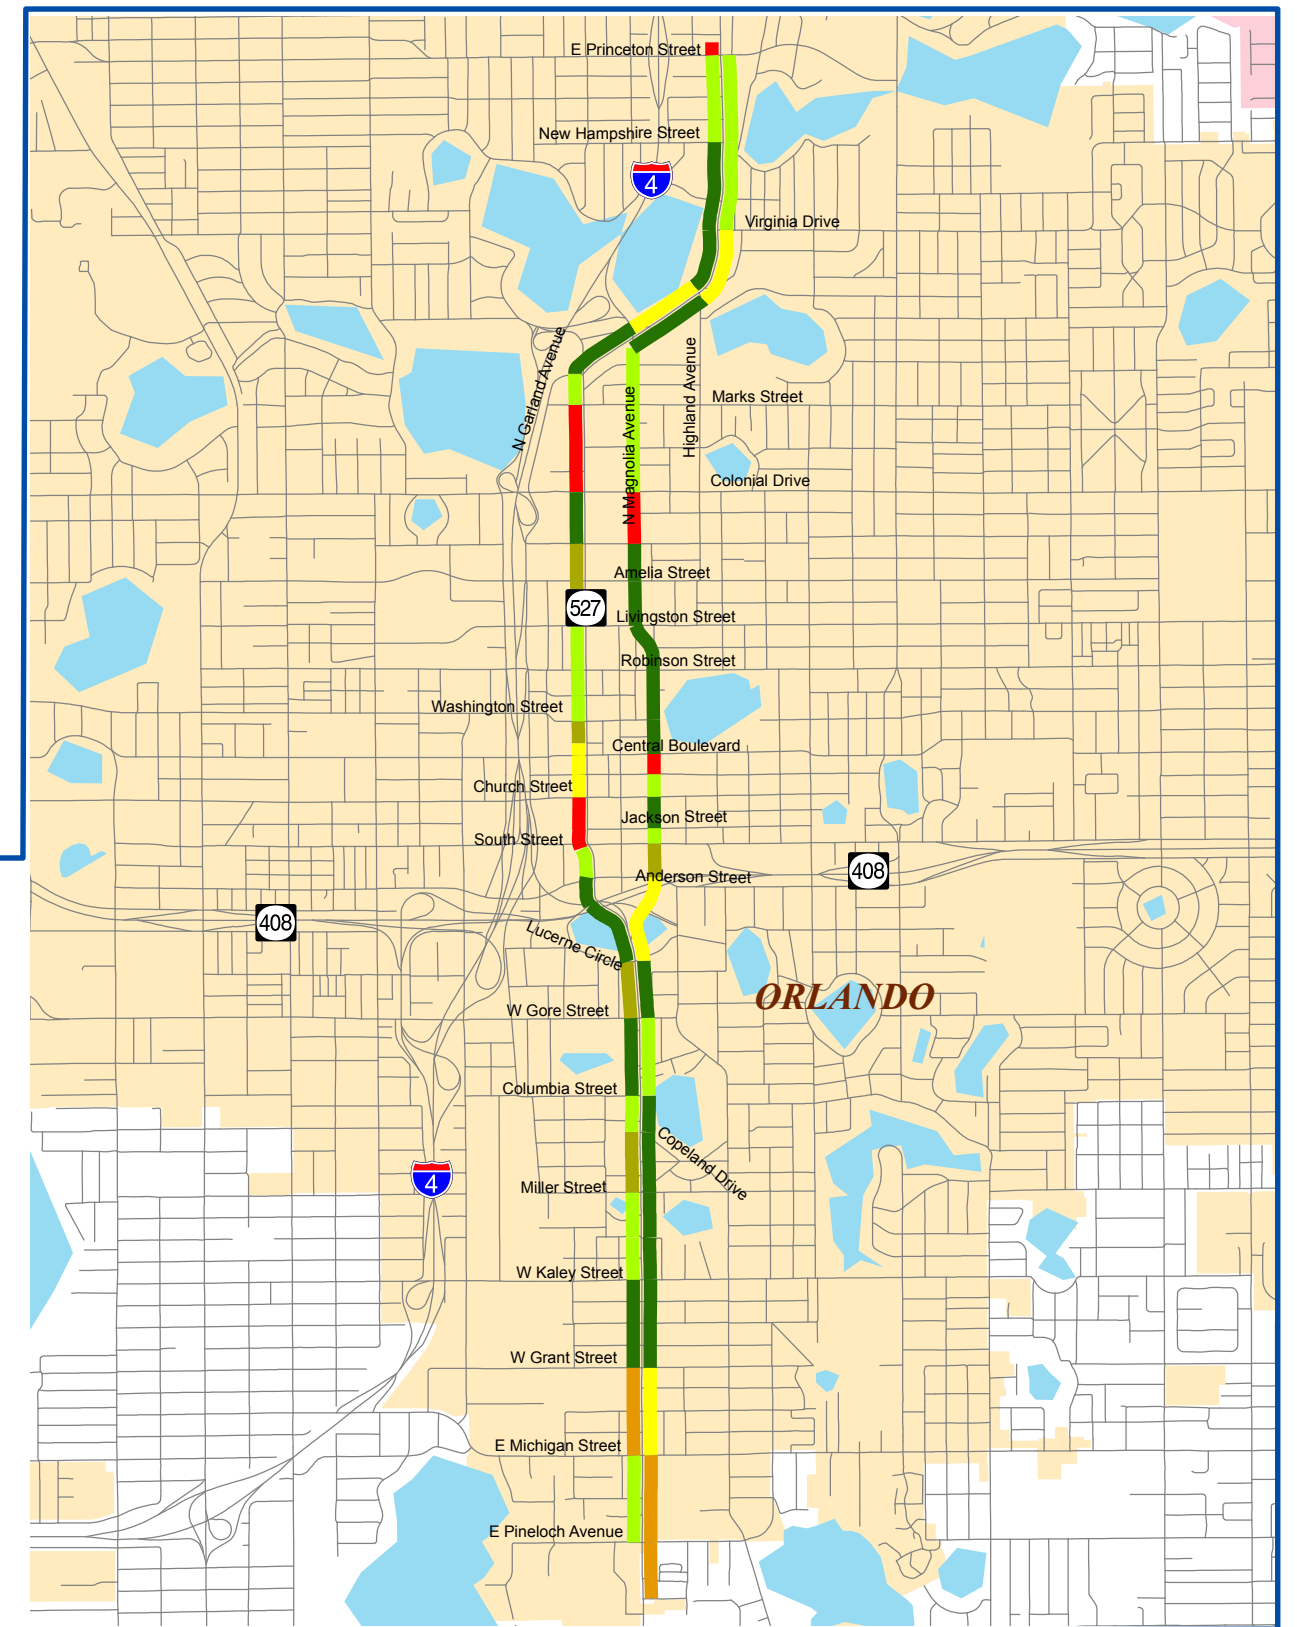 E Princeton Street
New Hampshire Street
4
Virginia Drive
N Garland Avenue
Highland Avenue
N Magnolia Avenue
Marks Street
Colonial Drive
Amelia Street
527
Livingston Street
Robinson Street
Washington Street
Central Boulevard
Church Street
Jackson Street
South Street
Anderson Street
408
408
Lucerne Circle
ORLANDO
W Gore Street
Columbia Street
Copeland Drive
4
Miller Street
W Kaley Street
W Grant Street
E Michigan Street
E Pineloch Avenue